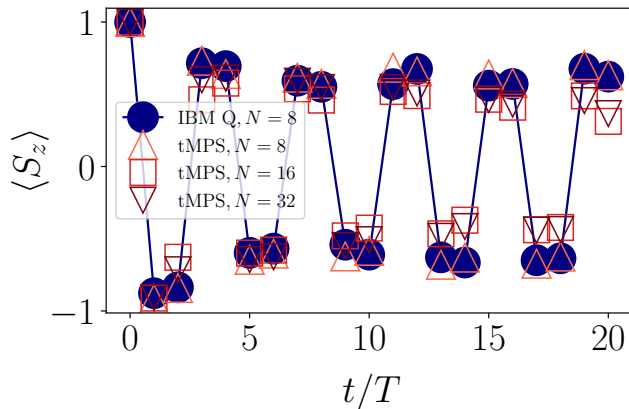 1
0
−1
⟨S_z⟩
IBM Q, N = 8
tMPS, N = 8
tMPS, N = 16
tMPS, N = 32
0 5 10 15 20
t/T